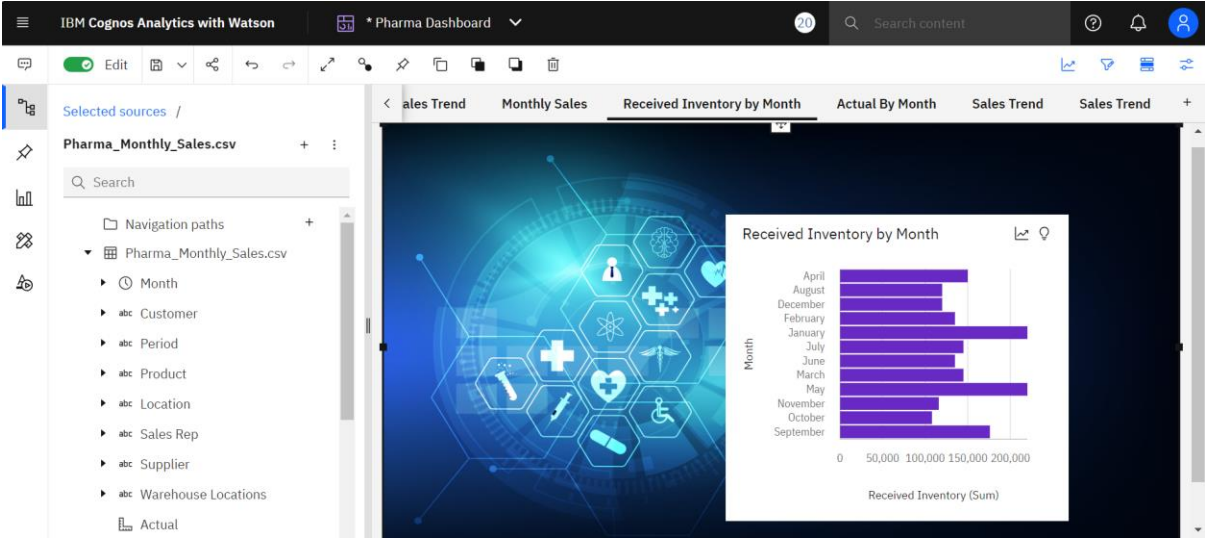 IBM Cognos Analytics with Watson
* Pharma Dashboard
20
Search content
Edit
Selected sources /
Pharma_Monthly_Sales.csv
Search
Navigation paths
Pharma_Monthly_Sales.csv
Month
abc Customer
abc Period
abc Product
abc Location
abc Sales Rep
abc Supplier
abc Warehouse Locations
Actual
ales Trend
Monthly Sales
Received Inventory by Month
Actual By Month
Sales Trend
Sales Trend
Received Inventory by Month
Month
April
August
December
February
January
July
June
March
May
November
October
September
0 50,000 100,000 150,000 200,000
Received Inventory (Sum)